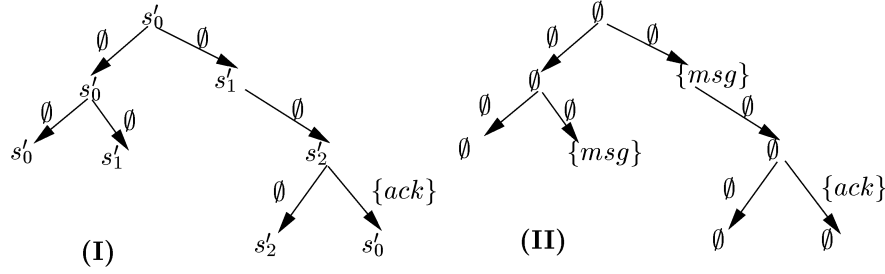 s′₀ ∅
∅ ∅ ∅ ∅
s′₀ s′₁ ∅ {msg}
∅ ∅ ∅ ∅ ∅ ∅
s′₀ s′₁ s′₂ ∅ {msg} ∅
∅ {ack} ∅ {ack}
s′₂ s′₀ ∅ ∅
(I) (II)